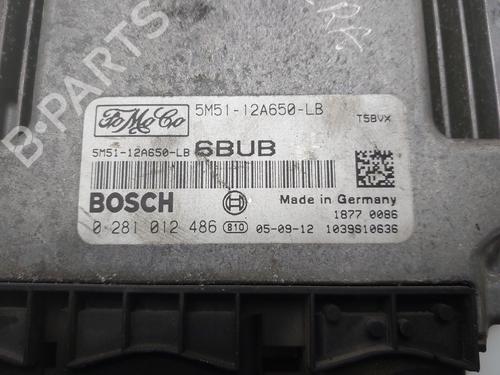 FoMoCo 5M51-12A650-LB
T5BVX
5M51-12A650-LB 6BUB
BOSCH Made in Germany
1877 0086
0 281 012 486 810 05-09-12 1039S10636